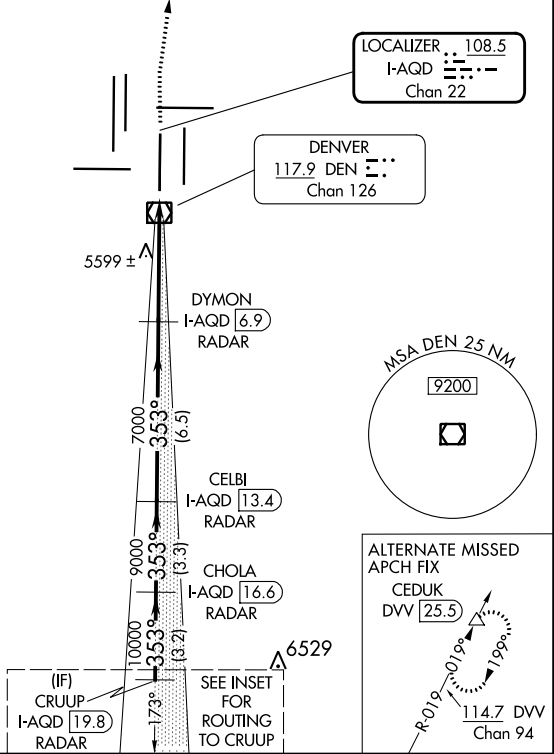 LOCALIZER 108.5
I-AQD
Chan 22
DENVER
117.9 DEN
Chan 126
5599 ±
DYMON
I-AQD 6.9
RADAR
MSA DEN 25 NM
9200
7000
353°
(6.5)
CELBI
I-AQD 13.4
RADAR
9000
353°
(3.3)
CHOLA
I-AQD 16.6
RADAR
10000
353°
(3.2)
6529
(IF)
CRUUP
I-AQD 19.8
RADAR
173°
SEE INSET
FOR
ROUTING
TO CRUUP
ALTERNATE MISSED
APCH FIX
CEDUK
DVV 25.5
R-019
019°
199°
114.7 DVV
Chan 94